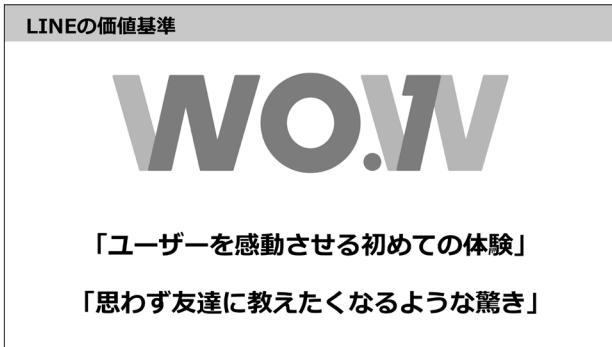 LINEの価値基準
WO.1W
「ユーザーを感動させる初めての体験」
「思わず友達に教えたくなるような驚き」